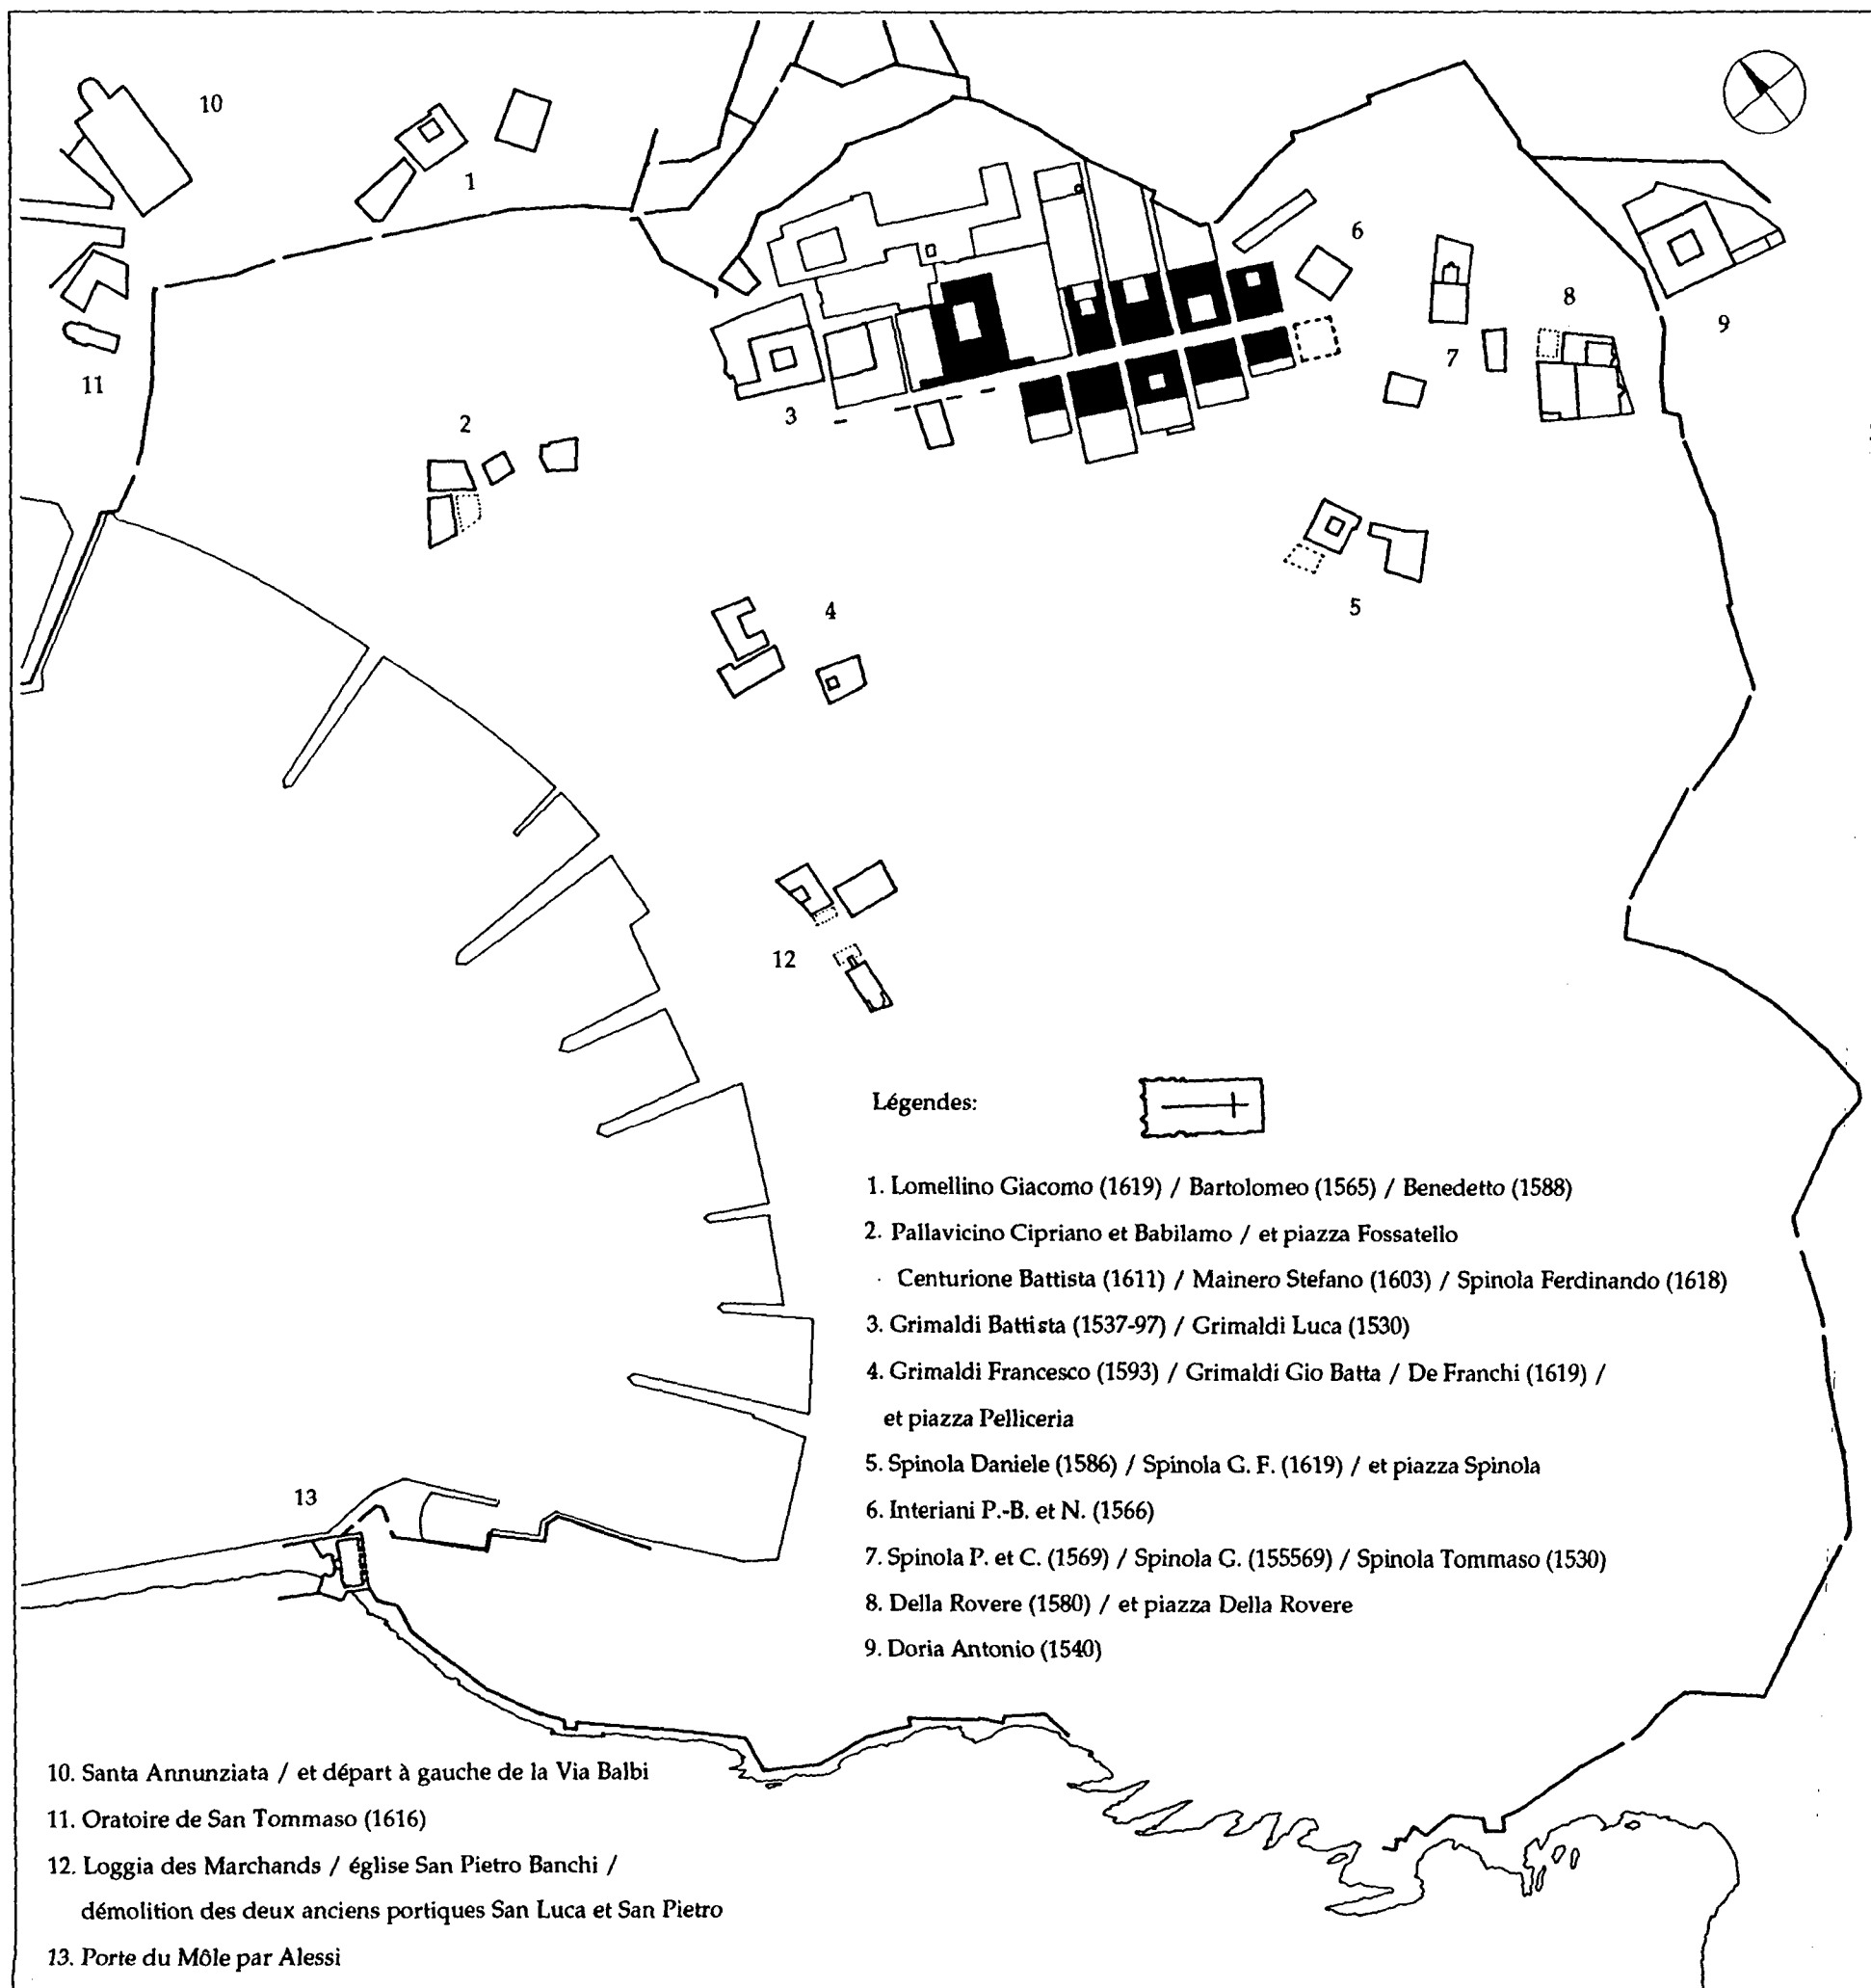 10
1
6
8
9
7
11
3
2
4
5
12
Légendes:
1. Lomellino Giacomo (1619) / Bartolomeo (1565) / Benedetto (1588)
2. Pallavicino Cipriano et Babilamo / et piazza Fossatello
Centurione Battista (1611) / Mainero Stefano (1603) / Spinola Ferdinando (1618)
3. Grimaldi Battista (1537-97) / Grimaldi Luca (1530)
4. Grimaldi Francesco (1593) / Grimaldi Gio Batta / De Franchi (1619) /
et piazza Pelliceria
5. Spinola Daniele (1586) / Spinola G. F. (1619) / et piazza Spinola
6. Interiani P.-B. et N. (1566)
7. Spinola P. et C. (1569) / Spinola G. (155569) / Spinola Tommaso (1530)
8. Della Rovere (1580) / et piazza Della Rovere
9. Doria Antonio (1540)
13
10. Santa Annunziata / et départ à gauche de la Via Balbi
11. Oratoire de San Tommaso (1616)
12. Loggia des Marchands / église San Pietro Banchi /
démolition des deux anciens portiques San Luca et San Pietro
13. Porte du Môle par Alessi